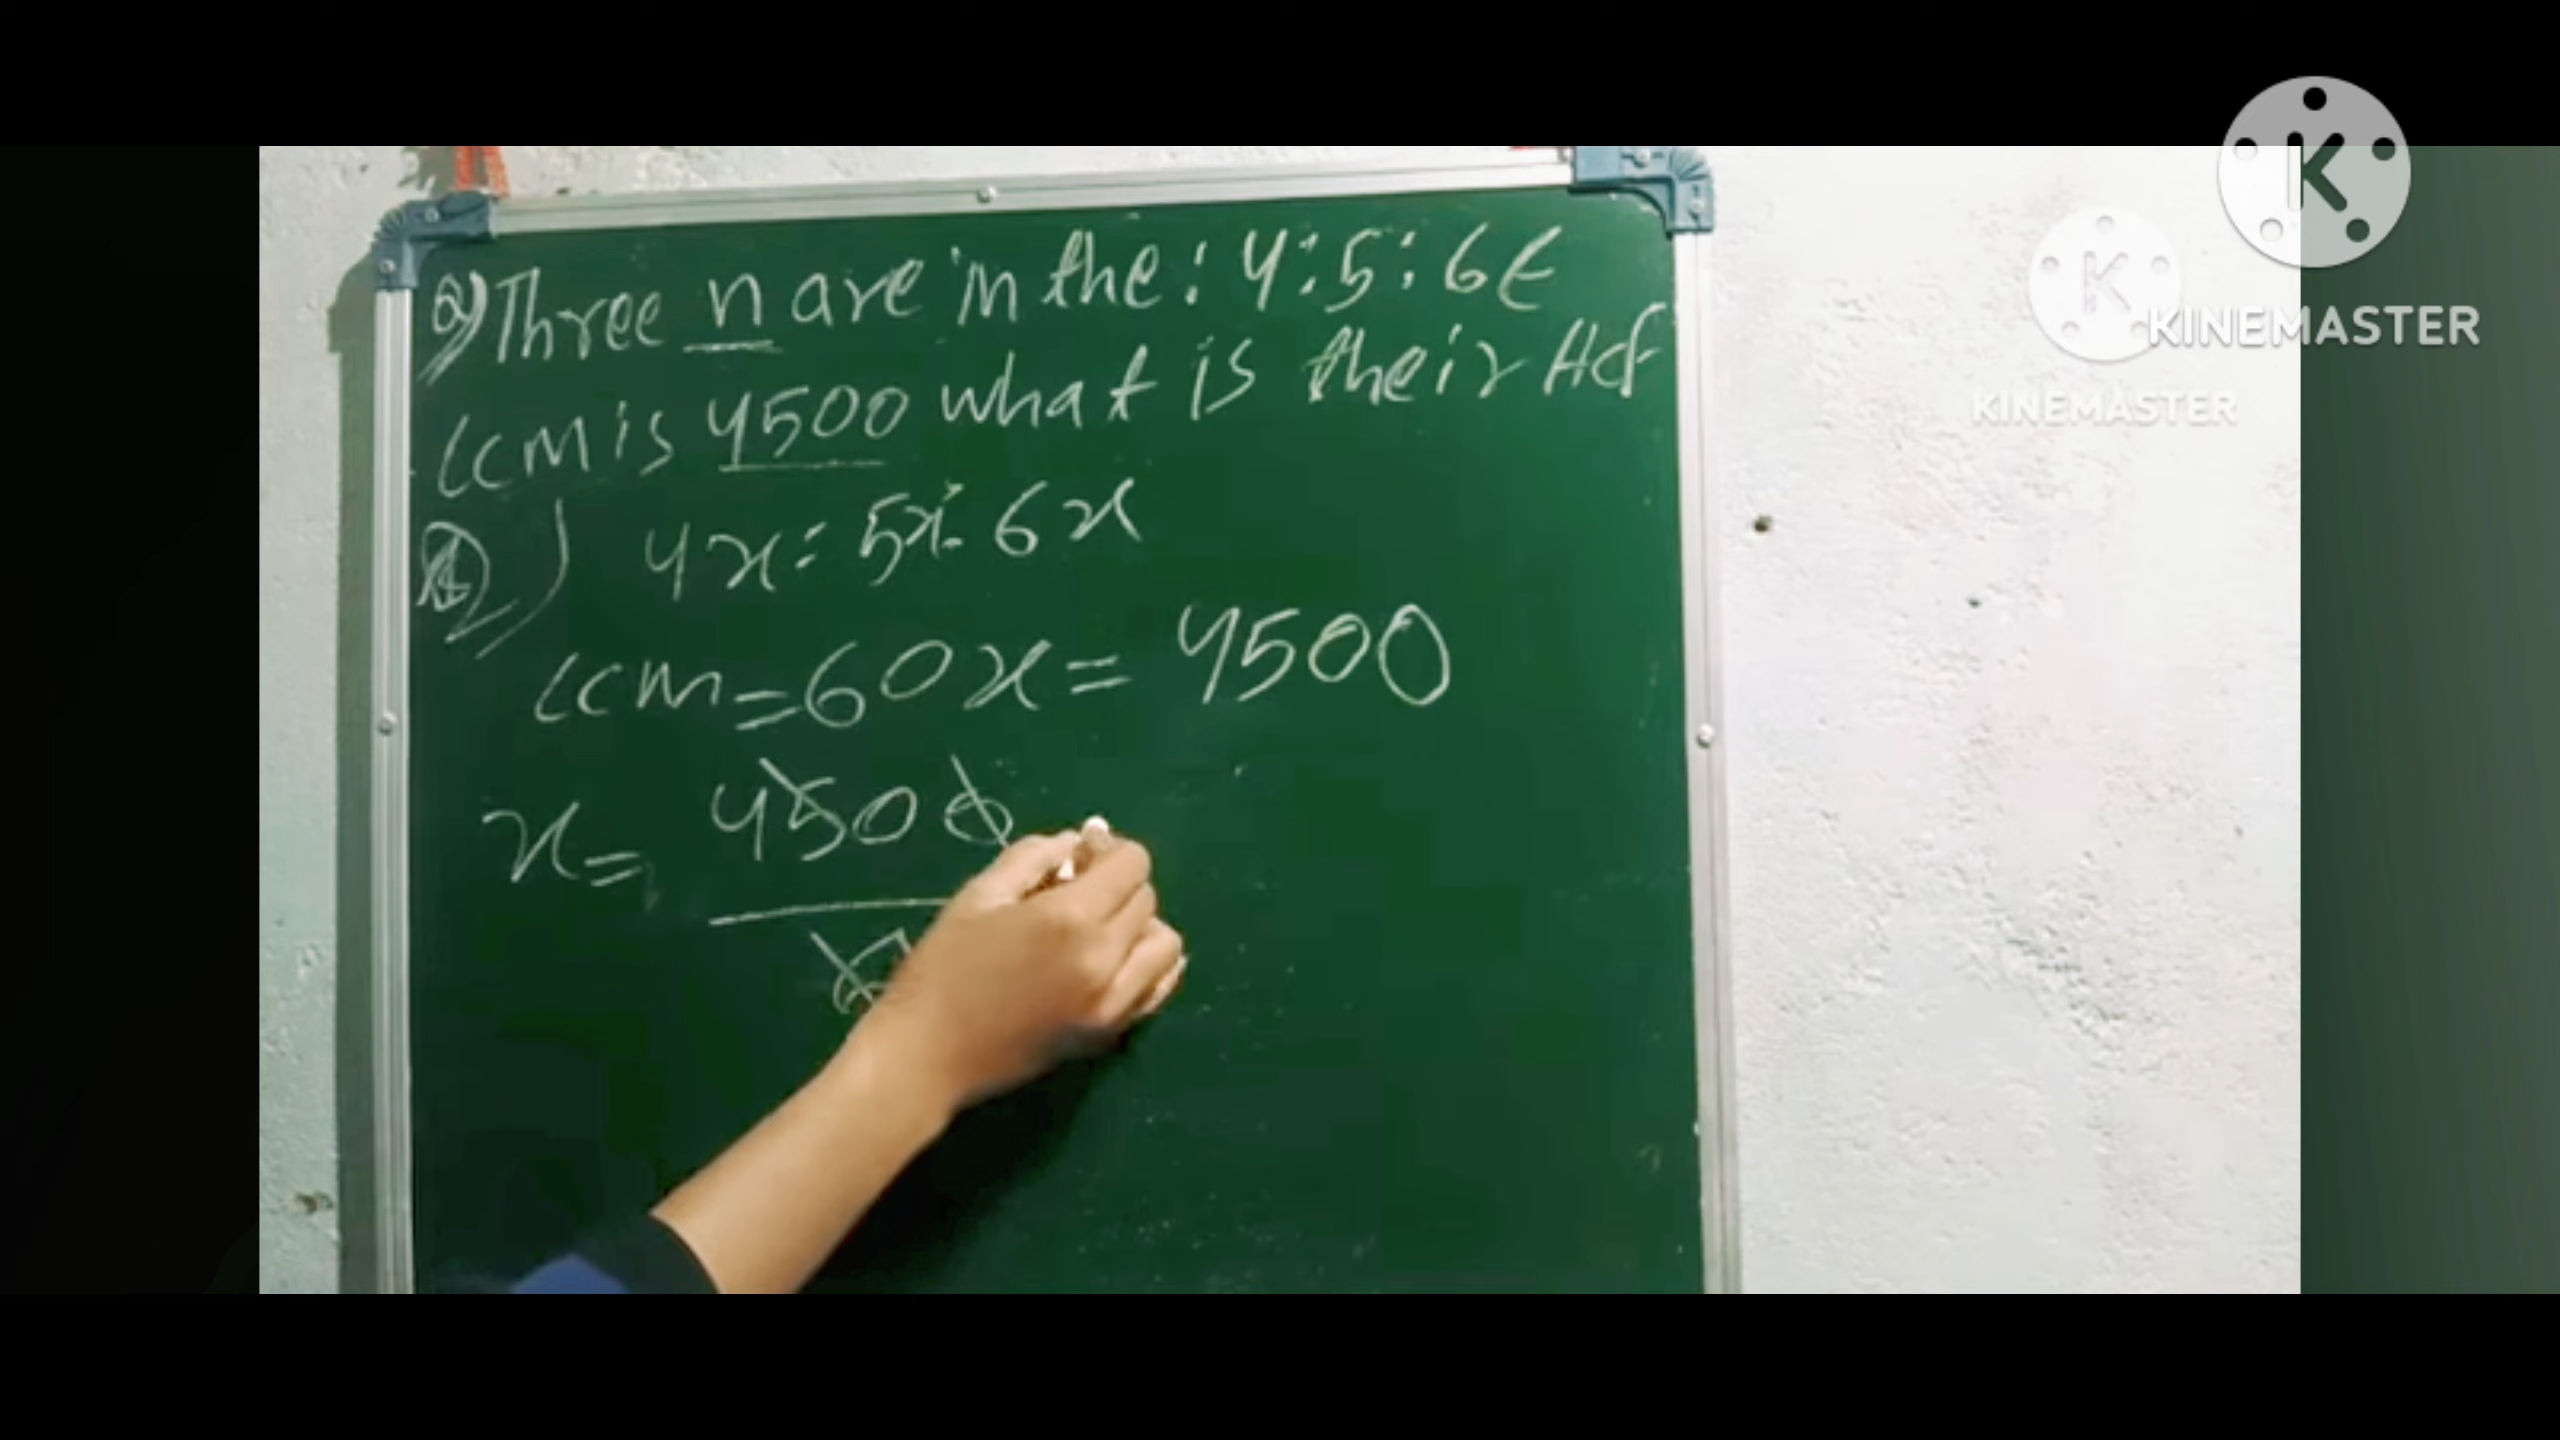 Q) Three n are in the : 4:5:6 &
LCM is 4500 what is their Hcf
4x : 5x : 6x
LCM = 60x = 4500
x = 4500
K
KINEMASTER
K
KINEMASTER